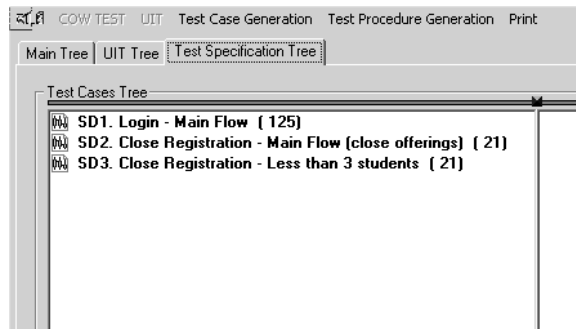 COW TEST UIT Test Case Generation Test Procedure Generation Print
Main Tree UIT Tree Test Specification Tree
Test Cases Tree
SD1. Login - Main Flow ( 125)
SD2. Close Registration - Main Flow (close offerings) ( 21)
SD3. Close Registration - Less than 3 students ( 21)